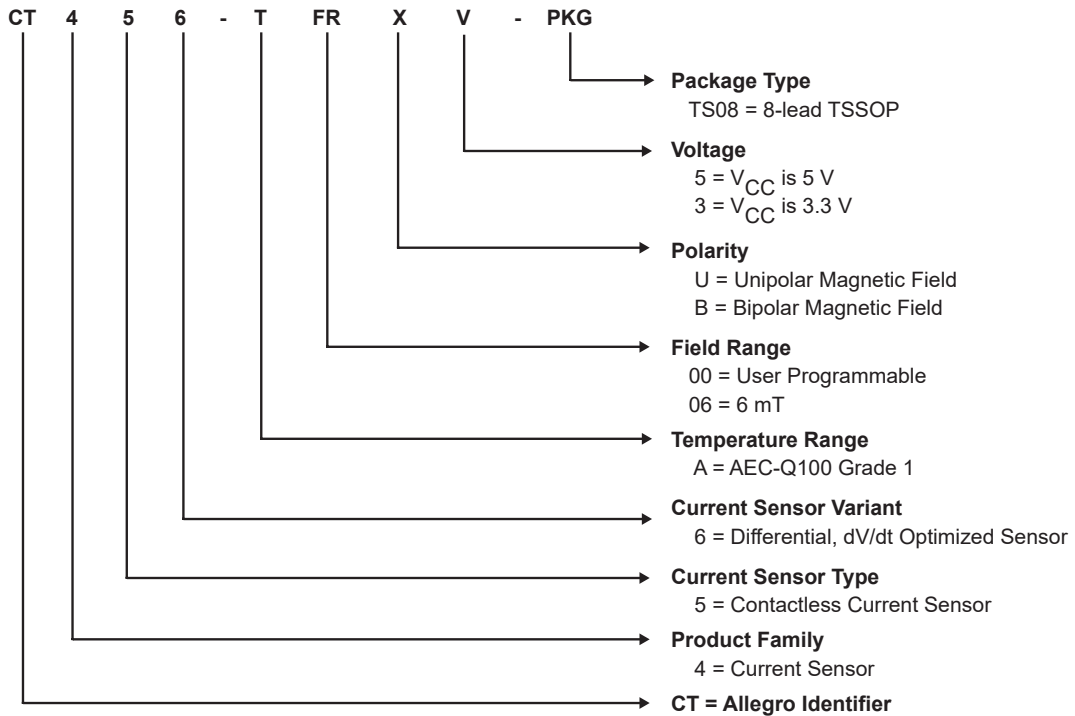 CT 4 5 6 - T FR X V - PKG
Package Type
TS08 = 8-lead TSSOP
Voltage
5 = VCC is 5 V
3 = VCC is 3.3 V
Polarity
U = Unipolar Magnetic Field
B = Bipolar Magnetic Field
Field Range
00 = User Programmable
06 = 6 mT
Temperature Range
A = AEC-Q100 Grade 1
Current Sensor Variant
6 = Differential, dV/dt Optimized Sensor
Current Sensor Type
5 = Contactless Current Sensor
Product Family
4 = Current Sensor
CT = Allegro Identifier